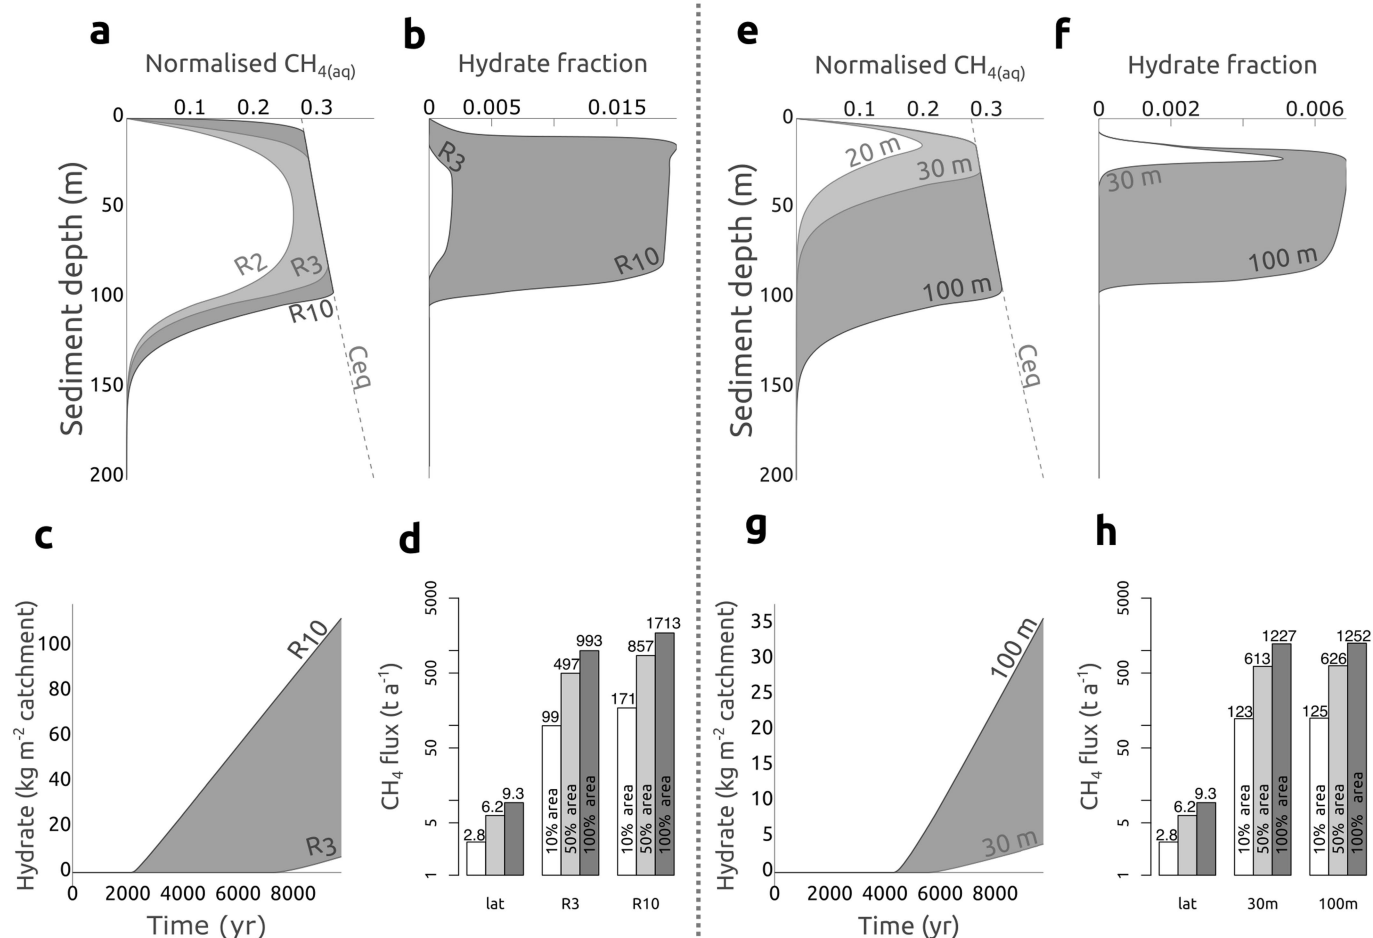 a
Normalised CH4(aq)
0.1 0.2 0.3
0
50
100
150
200
Sediment depth (m)
R2
R3
R10
Ceq
b
Hydrate fraction
0 0.005 0.015
R3
R10
c
Hydrate (kg m-2 catchment)
100
80
60
40
20
0
R10
R3
0 2000 4000 6000 8000
Time (yr)
d
CH4 flux (t a-1)
5000
500
50
5
1
2.8 6.2 9.3
99 497 993
171 857 1713
10% area
50% area
100% area
10% area
50% area
100% area
lat R3 R10
e
Normalised CH4(aq)
0.1 0.2 0.3
0
50
100
150
200
Sediment depth (m)
20 m
30 m
100 m
Ceq
f
Hydrate fraction
0 0.002 0.006
30 m
100 m
g
Hydrate (kg m-2 catchment)
35
30
25
20
15
10
5
0
100 m
30 m
0 2000 4000 6000 8000
Time (yr)
h
CH4 flux (t a-1)
5000
500
50
5
1
2.8 6.2 9.3
123 613 1227
125 626 1252
10% area
50% area
100% area
10% area
50% area
100% area
lat 30m 100m